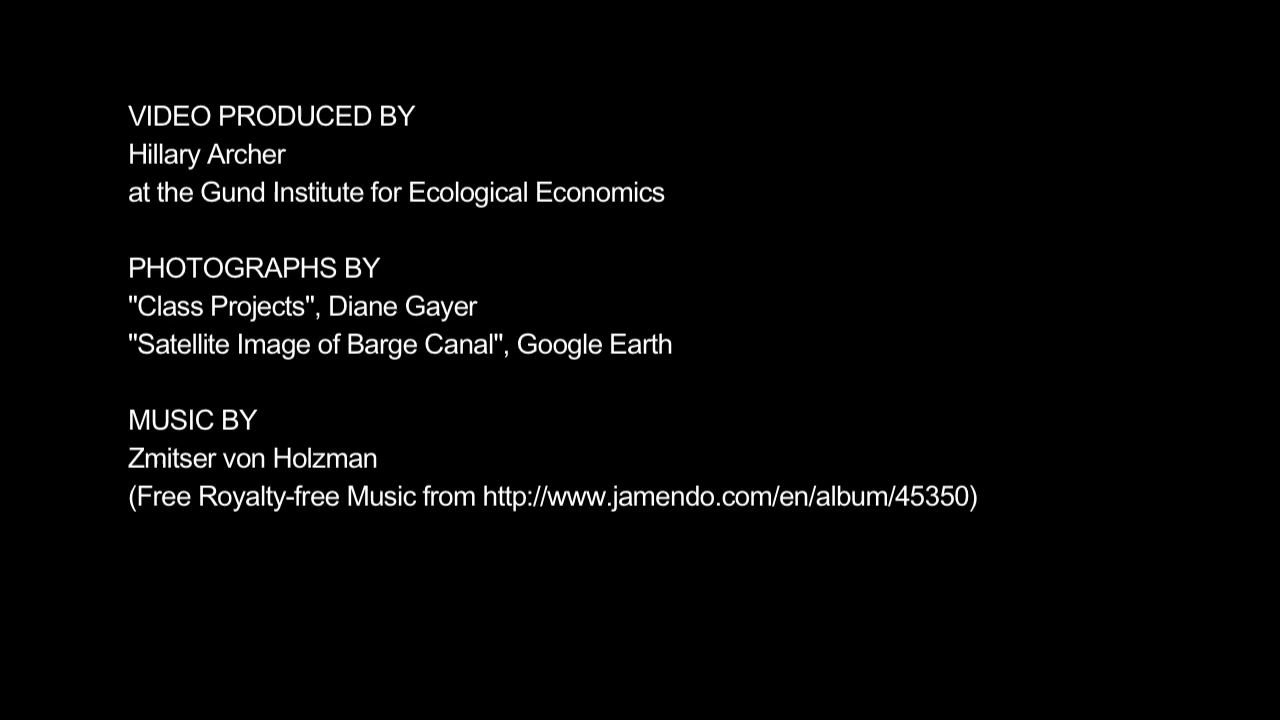 VIDEO PRODUCED BY
Hillary Archer
at the Gund Institute for Ecological Economics
PHOTOGRAPHS BY
"Class Projects", Diane Gayer
"Satellite Image of Barge Canal", Google Earth
MUSIC BY
Zmitser von Holzman
(Free Royalty-free Music from http://www.jamendo.com/en/album/45350)